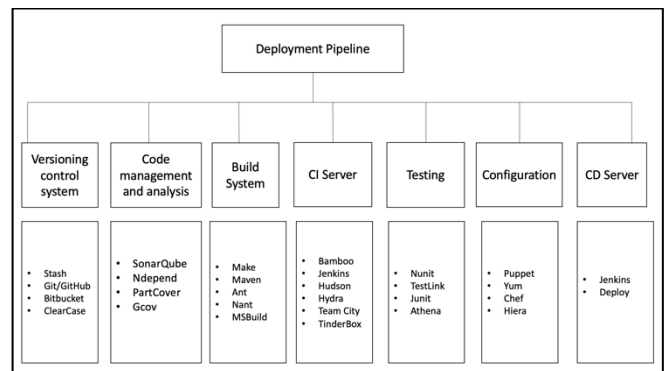 Deployment Pipeline
Versioning
control
system
Code
management
and analysis
Build
System
CI Server
Testing
Configuration
CD Server
• Stash
• Git/GitHub
• Bitbucket
• ClearCase
• SonarQube
• Ndepend
• PartCover
• Gcov
• Make
• Maven
• Ant
• Nant
• MSBuild
• Bamboo
• Jenkins
• Hudson
• Hydra
• Team City
• TinderBox
• Nunit
• TestLink
• Junit
• Athena
• Puppet
• Yum
• Chef
• Hiera
• Jenkins
• Deploy